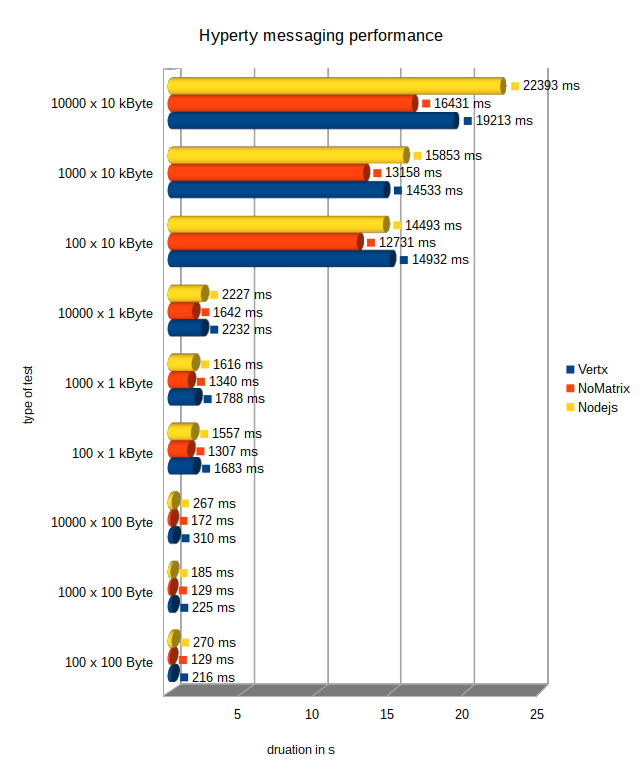 Hyperty messaging performance
10000 x 10 kByte
22393 ms
16431 ms
19213 ms
1000 x 10 kByte
15853 ms
13158 ms
14533 ms
100 x 10 kByte
14493 ms
12731 ms
14932 ms
10000 x 1 kByte
2227 ms
1642 ms
2232 ms
1000 x 1 kByte
1616 ms
1340 ms
1788 ms
100 x 1 kByte
1557 ms
1307 ms
1683 ms
10000 x 100 Byte
267 ms
172 ms
310 ms
1000 x 100 Byte
185 ms
129 ms
225 ms
100 x 100 Byte
270 ms
129 ms
216 ms
type of test
Vertx
NoMatrix
Nodejs
5 10 15 20 25
druation in s